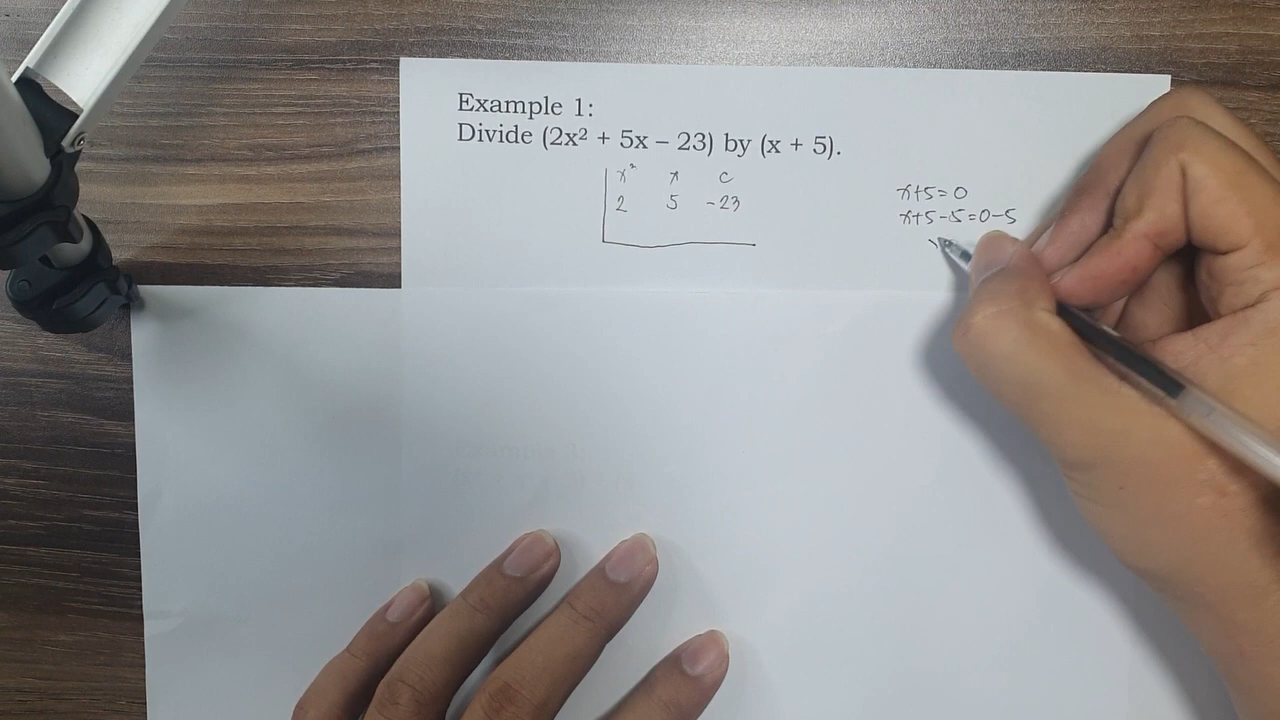 Example 1:
Divide (2x² + 5x – 23) by (x + 5).
x² x c
2 5 -23
x+5=0
x+5-5=0-5